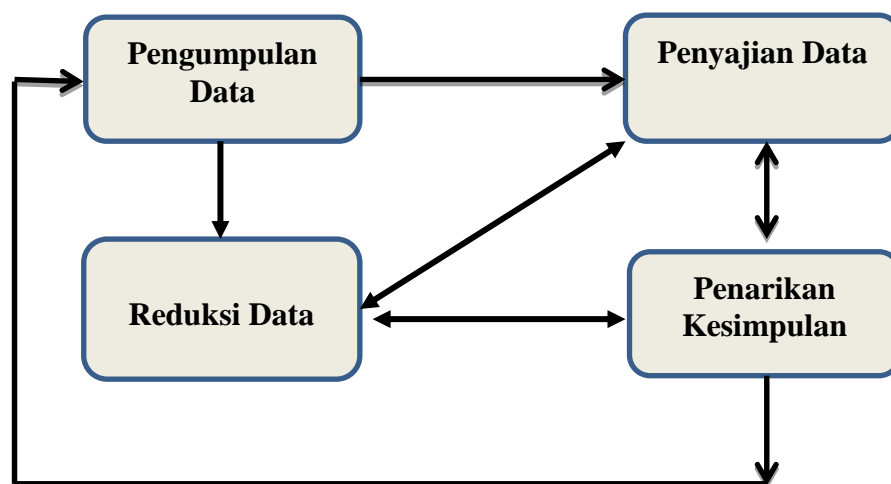 Pengumpulan
Data
Penyajian Data
Reduksi Data
Penarikan
Kesimpulan